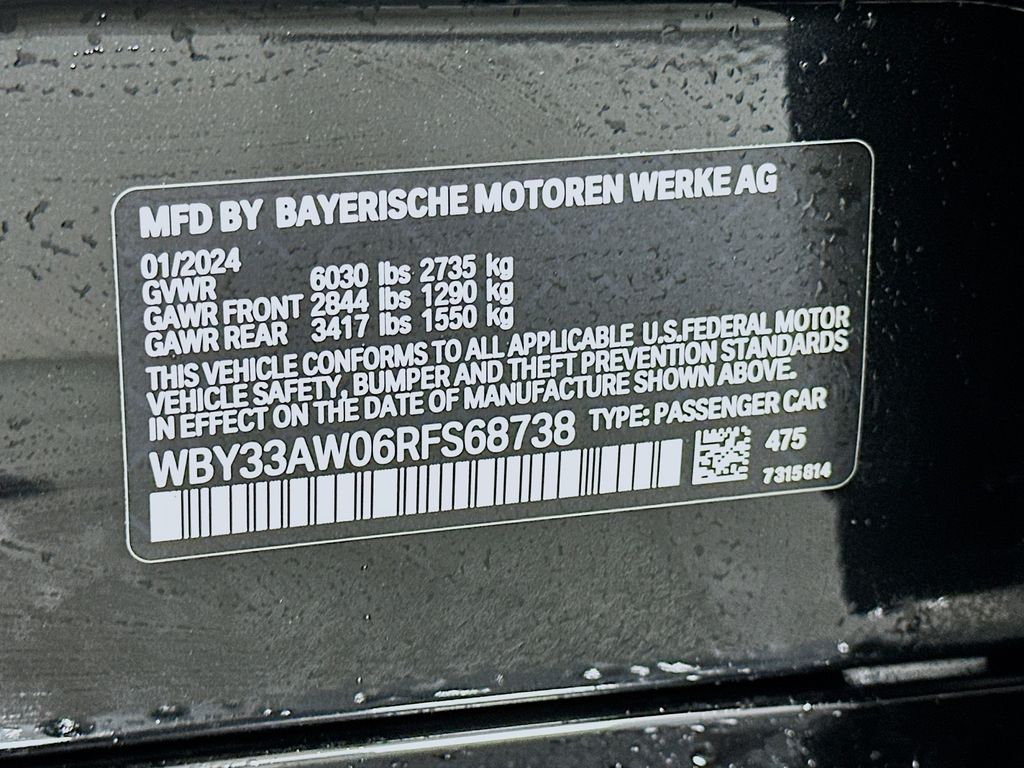 MFD BY BAYERISCHE MOTOREN WERKE AG
01/2024
GVWR 6030 lbs 2735 kg
GAWR FRONT 2844 lbs 1290 kg
GAWR REAR 3417 lbs 1550 kg
THIS VEHICLE CONFORMS TO ALL APPLICABLE U.S.FEDERAL MOTOR
VEHICLE SAFETY, BUMPER AND THEFT PREVENTION STANDARDS
IN EFFECT ON THE DATE OF MANUFACTURE SHOWN ABOVE.
WBY33AW06RFS68738 TYPE: PASSENGER CAR
475
7315814